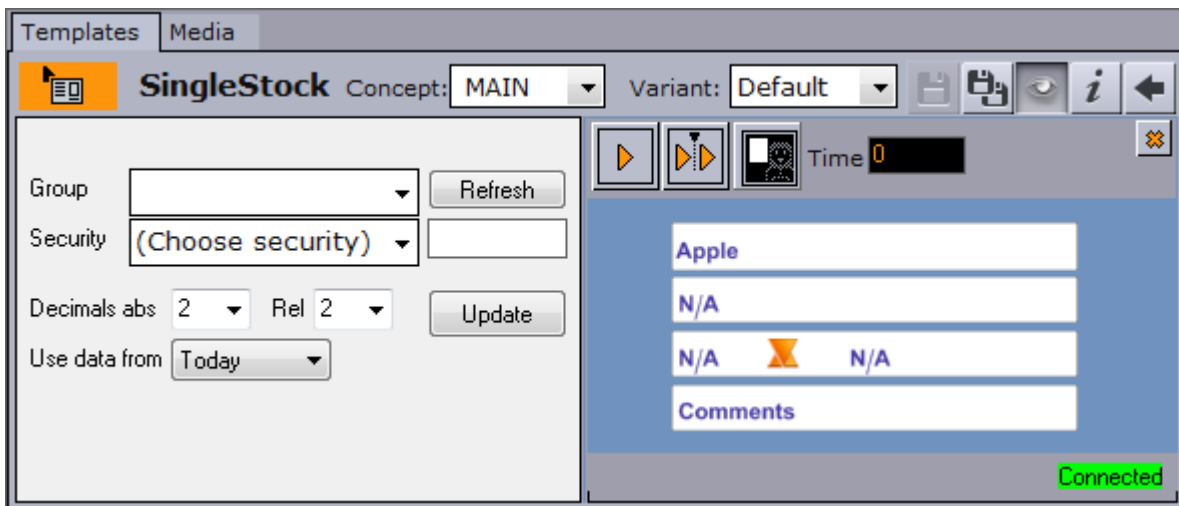 Templates Media
SingleStock Concept: MAIN Variant: Default
Time 0
Group Refresh
Security (Choose security)
Decimals abs 2 Rel 2 Update
Use data from Today
Apple
N/A
N/A N/A
Comments
Connected